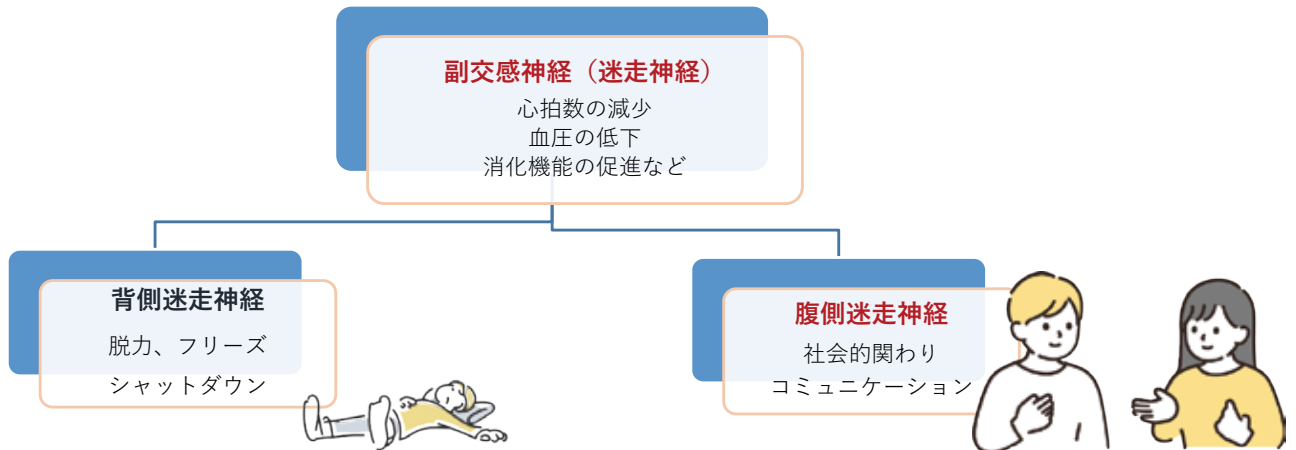 副交感神経（迷走神経）
心拍数の減少
血圧の低下
消化機能の促進など
背側迷走神経
脱力、フリーズ
シャットダウン
腹側迷走神経
社会的関わり
コミュニケーション